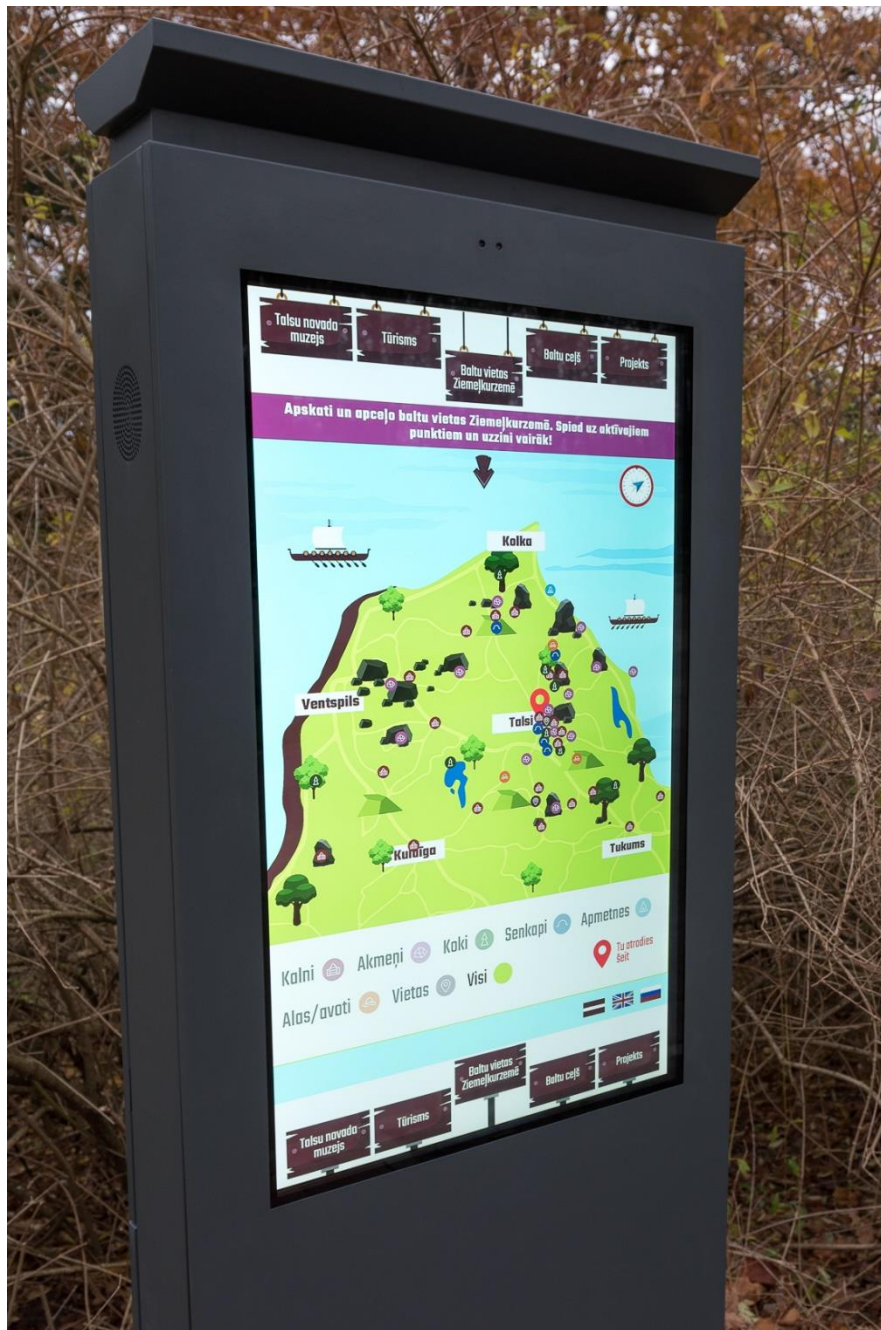 Talsu novada
muzejs
Tūrisms
Baltu vietas
Ziemeļkurzemē
Baltu ceļš
Projekts
Apskati un apceļo baltu vietas Ziemeļkurzemē. Spied uz aktīvajiem
punktiem un uzzini vairāk!
Kolka
Ventspils
Talsi
Kuldīga
Tukums
Kalni
Akmeņi
Koki
Senkapi
Apmetnes
Alas/avoti
Vietas
Visi
Tu atrodies
šeit
Talsu novada
muzejs
Tūrisms
Baltu vietas
Ziemeļkurzemē
Baltu ceļš
Projekts